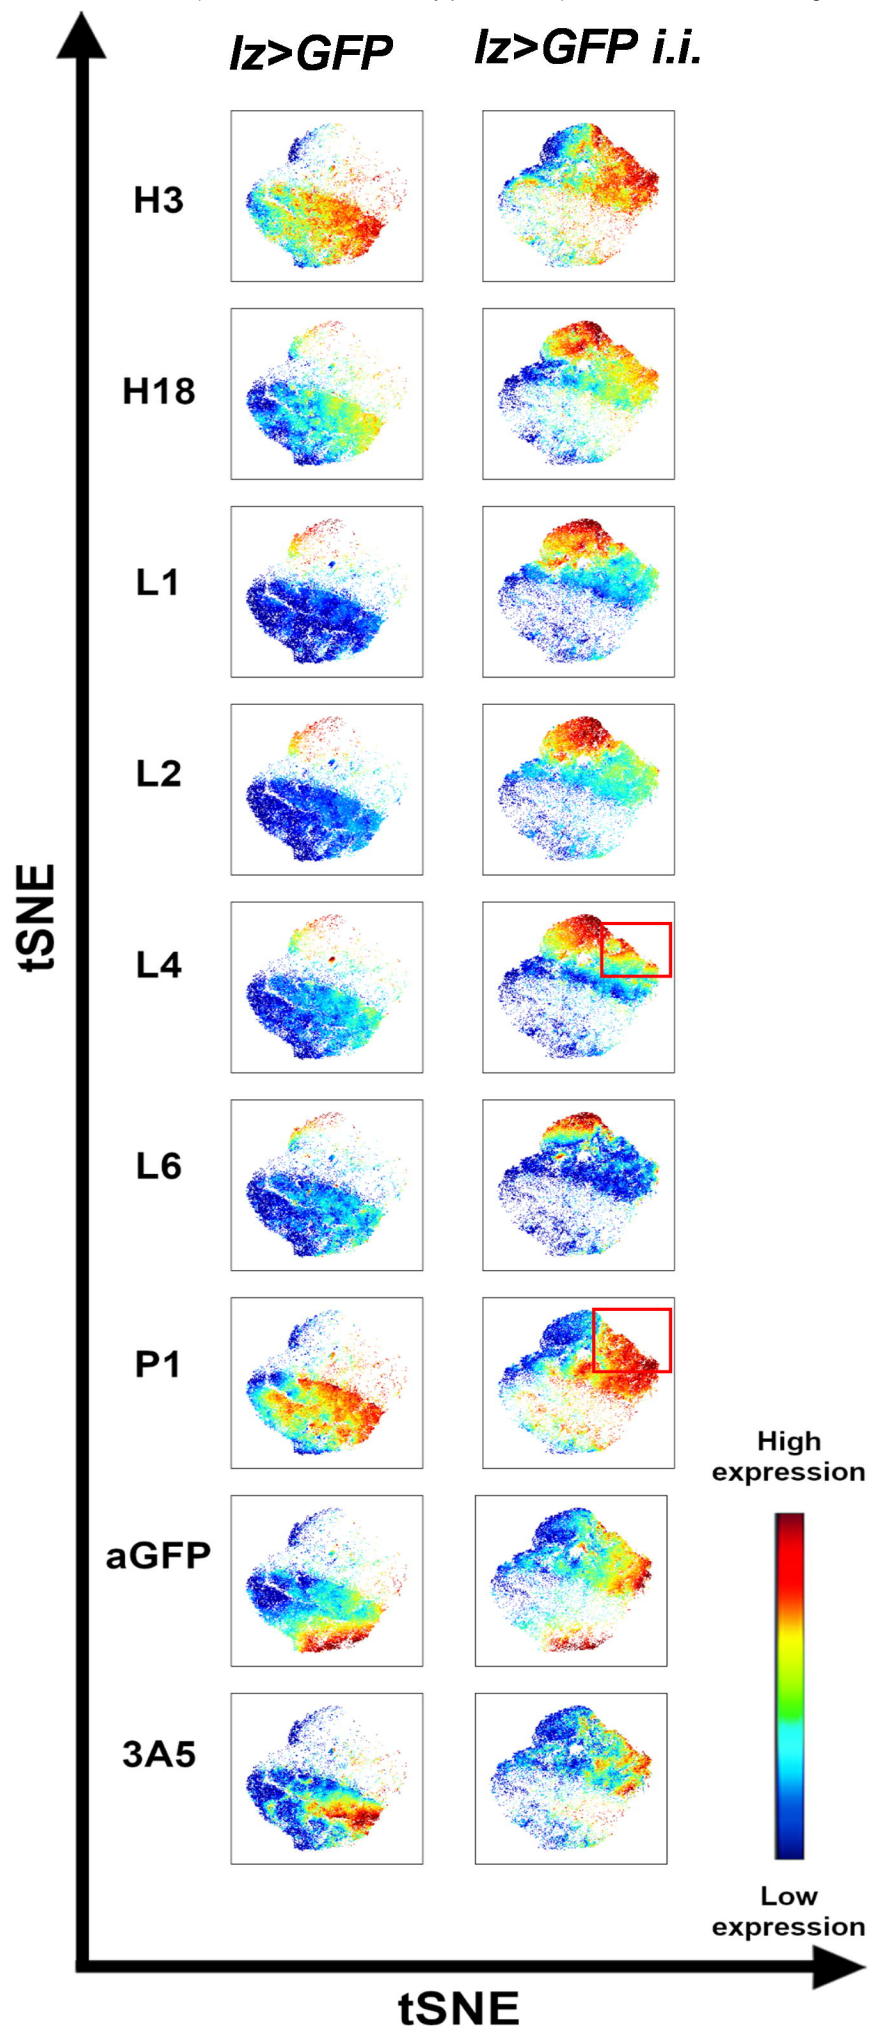 lz>GFP lz>GFP i.i.
H3
H18
L1
L2
L4
L6
P1
aGFP
3A5
tSNE
High
expression
Low
expression
tSNE